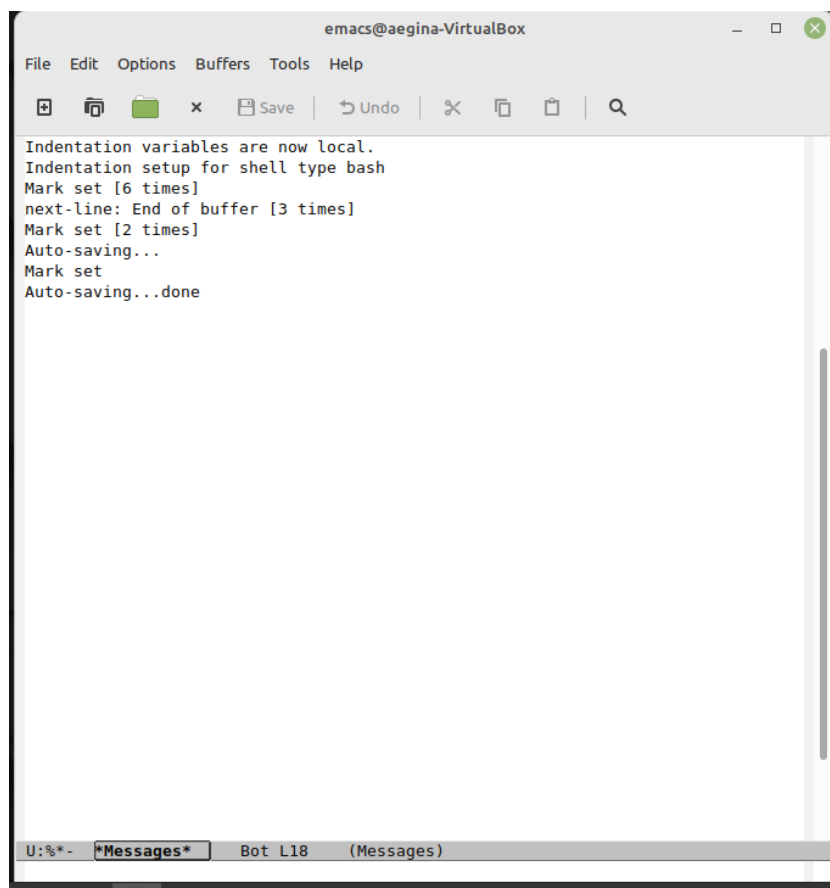 emacs@aegina-VirtualBox
File Edit Options Buffers Tools Help
Save Undo
Indentation variables are now local.
Indentation setup for shell type bash
Mark set [6 times]
next-line: End of buffer [3 times]
Mark set [2 times]
Auto-saving...
Mark set
Auto-saving...done
U:%*- *Messages* Bot L18 (Messages)